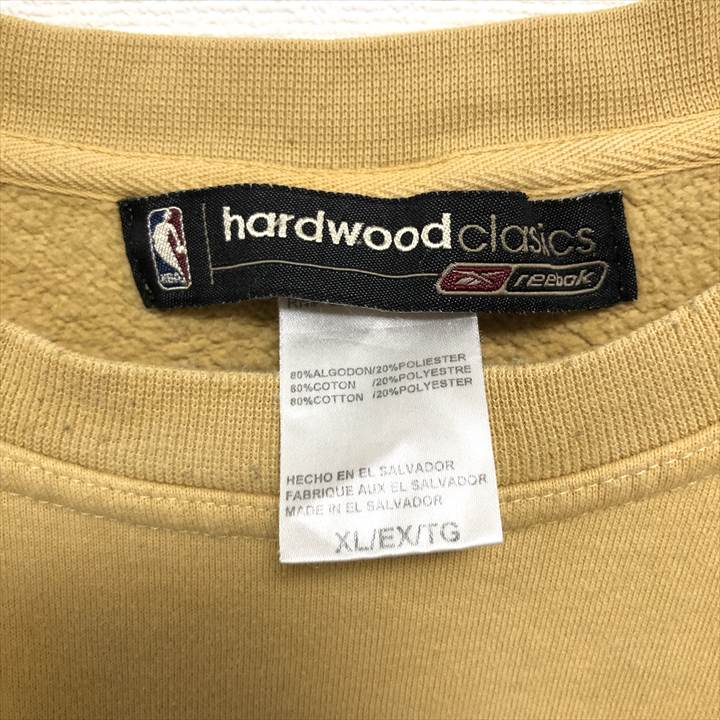 hardwood clasics
NBA
reebok
80%ALGODON/20%POLIESTER
80%COTON /20%POLYESTRE
80%COTTON /20%POLYESTER
HECHO EN EL SALVADOR
FABRIQUE AUX EL SALVADOR
MADE IN EL SALVADOR
XL/EX/TG